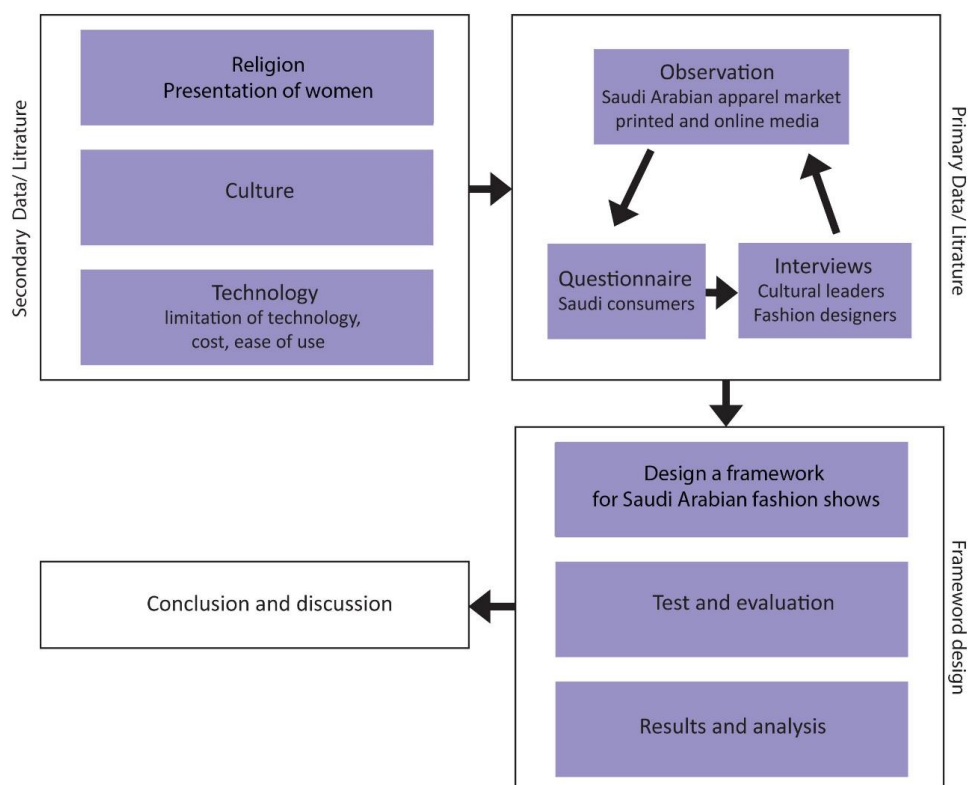 Secondary Data/ Litrature
Religion
Presentation of women
Culture
Technology
limitation of technology,
cost, ease of use
Observation
Saudi Arabian apparel market
printed and online media
Questionnaire
Saudi consumers
Interviews
Cultural leaders
Fashion designers
Primary Data/ Litrature
Design a framework
for Saudi Arabian fashion shows
Test and evaluation
Results and analysis
Frameword design
Conclusion and discussion